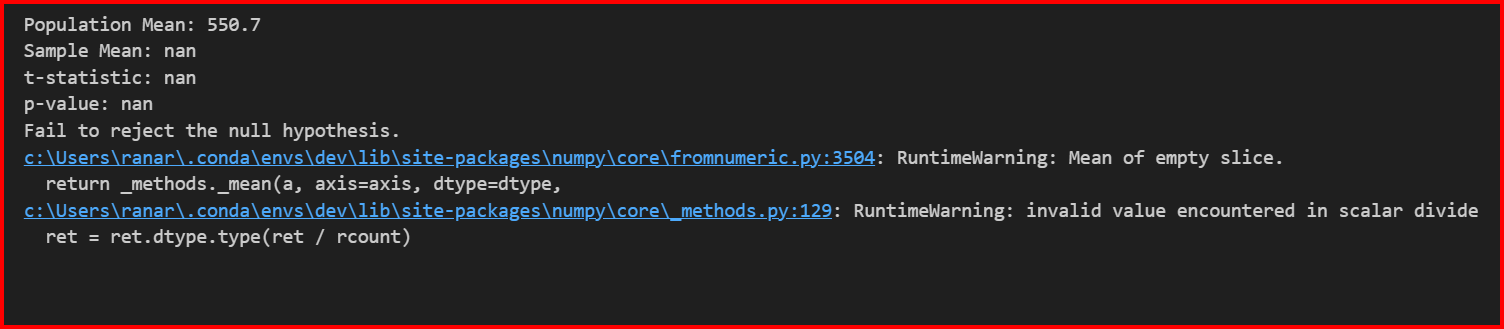 Population Mean: 550.7
Sample Mean: nan
t-statistic: nan
p-value: nan
Fail to reject the null hypothesis.
c:\Users\ranar\.conda\envs\dev\lib\site-packages\numpy\core\fromnumeric.py:3504: RuntimeWarning: Mean of empty slice.
  return _methods._mean(a, axis=axis, dtype=dtype,
c:\Users\ranar\.conda\envs\dev\lib\site-packages\numpy\core\_methods.py:129: RuntimeWarning: invalid value encountered in scalar divide
  ret = ret.dtype.type(ret / rcount)